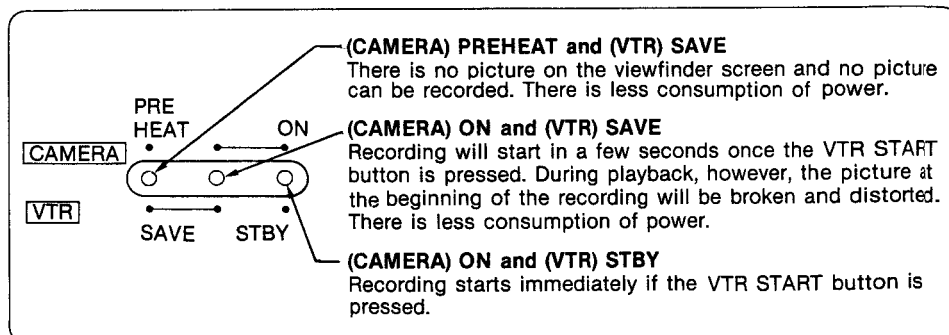 (CAMERA) PREHEAT and (VTR) SAVE
There is no picture on the viewfinder screen and no picture
can be recorded. There is less consumption of power.
PRE
HEAT
ON
CAMERA
VTR
SAVE
STBY
(CAMERA) ON and (VTR) SAVE
Recording will start in a few seconds once the VTR START
button is pressed. During playback, however, the picture at
the beginning of the recording will be broken and distorted.
There is less consumption of power.
(CAMERA) ON and (VTR) STBY
Recording starts immediately if the VTR START button is
pressed.